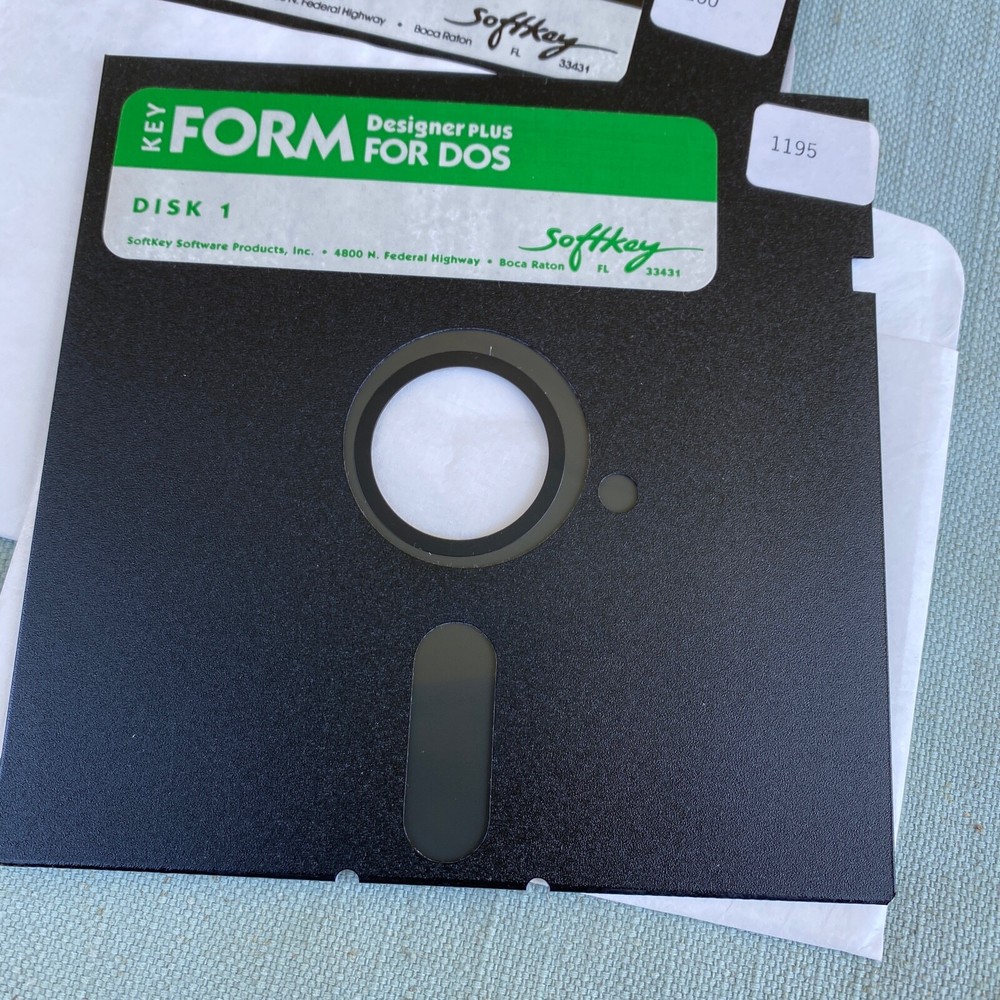 Federal Highway • Boca Raton
FL 33431
Softkey
1195
KEY
FORM
Designer PLUS
FOR DOS
DISK 1
Softkey
SoftKey Software Products, Inc. • 4800 N. Federal Highway • Boca Raton FL 33431